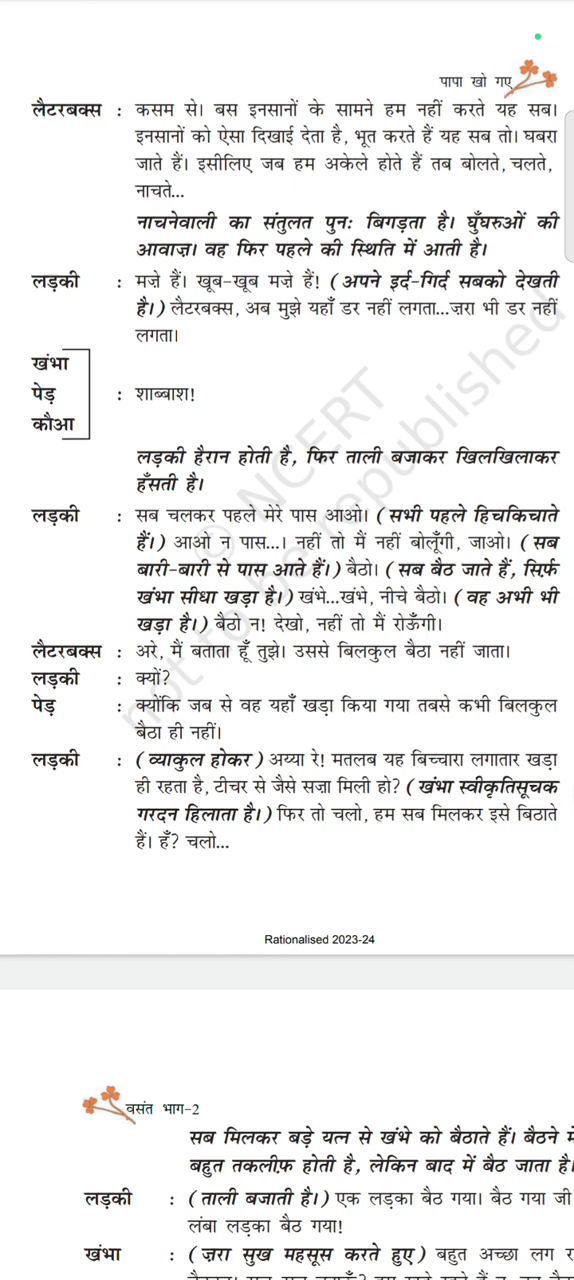 पापा खो गए
लैटरबक्स : कसम से। बस इनसानों के सामने हम नहीं करते यह सब।
इनसानों को ऐसा दिखाई देता है, भूत करते हैं यह सब तो। घबरा
जाते हैं। इसीलिए जब हम अकेले होते हैं तब बोलते, चलते,
नाचते...
नाचनेवाली का संतुलत पुनः बिगड़ता है। घुँघरुओं की
आवाज़। वह फिर पहले की स्थिति में आती है।
लड़की : मज़े हैं। खूब-खूब मज़े हैं! (अपने इर्द-गिर्द सबको देखती
है।) लैटरबक्स, अब मुझे यहाँ डर नहीं लगता...ज़रा भी डर नहीं
लगता।
खंभा
पेड़ : शाब्बाश!
कौआ
लड़की हैरान होती है, फिर ताली बजाकर खिलखिलाकर
हँसती है।
लड़की : सब चलकर पहले मेरे पास आओ। (सभी पहले हिचकिचाते
हैं।) आओ न पास...। नहीं तो मैं नहीं बोलूँगी, जाओ। (सब
बारी-बारी से पास आते हैं।) बैठो। (सब बैठ जाते हैं, सिर्फ़
खंभा सीधा खड़ा है।) खंभे...खंभे, नीचे बैठो। (वह अभी भी
खड़ा है।) बैठो न! देखो, नहीं तो मैं रोऊँगी।
लैटरबक्स : अरे, मैं बताता हूँ तुझे। उससे बिलकुल बैठा नहीं जाता।
लड़की : क्यों?
पेड़ : क्योंकि जब से वह यहाँ खड़ा किया गया तबसे कभी बिलकुल
बैठा ही नहीं।
लड़की : (व्याकुल होकर) अय्या रे! मतलब यह बिच्चारा लगातार खड़ा
ही रहता है, टीचर से जैसे सज़ा मिली हो? (खंभा स्वीकृतिसूचक
गरदन हिलाता है।) फिर तो चलो, हम सब मिलकर इसे बिठाते
हैं। हँ? चलो...
© NCERT
not to be republished
Rationalised 2023-24
वसंत भाग-2
सब मिलकर बड़े यत्न से खंभे को बैठाते हैं। बैठने में
बहुत तकलीफ़ होती है, लेकिन बाद में बैठ जाता है।
लड़की : (ताली बजाती है।) एक लड़का बैठ गया। बैठ गया जी
लंबा लड़का बैठ गया!
खंभा : (ज़रा सुख महसूस करते हुए) बहुत अच्छा लग र